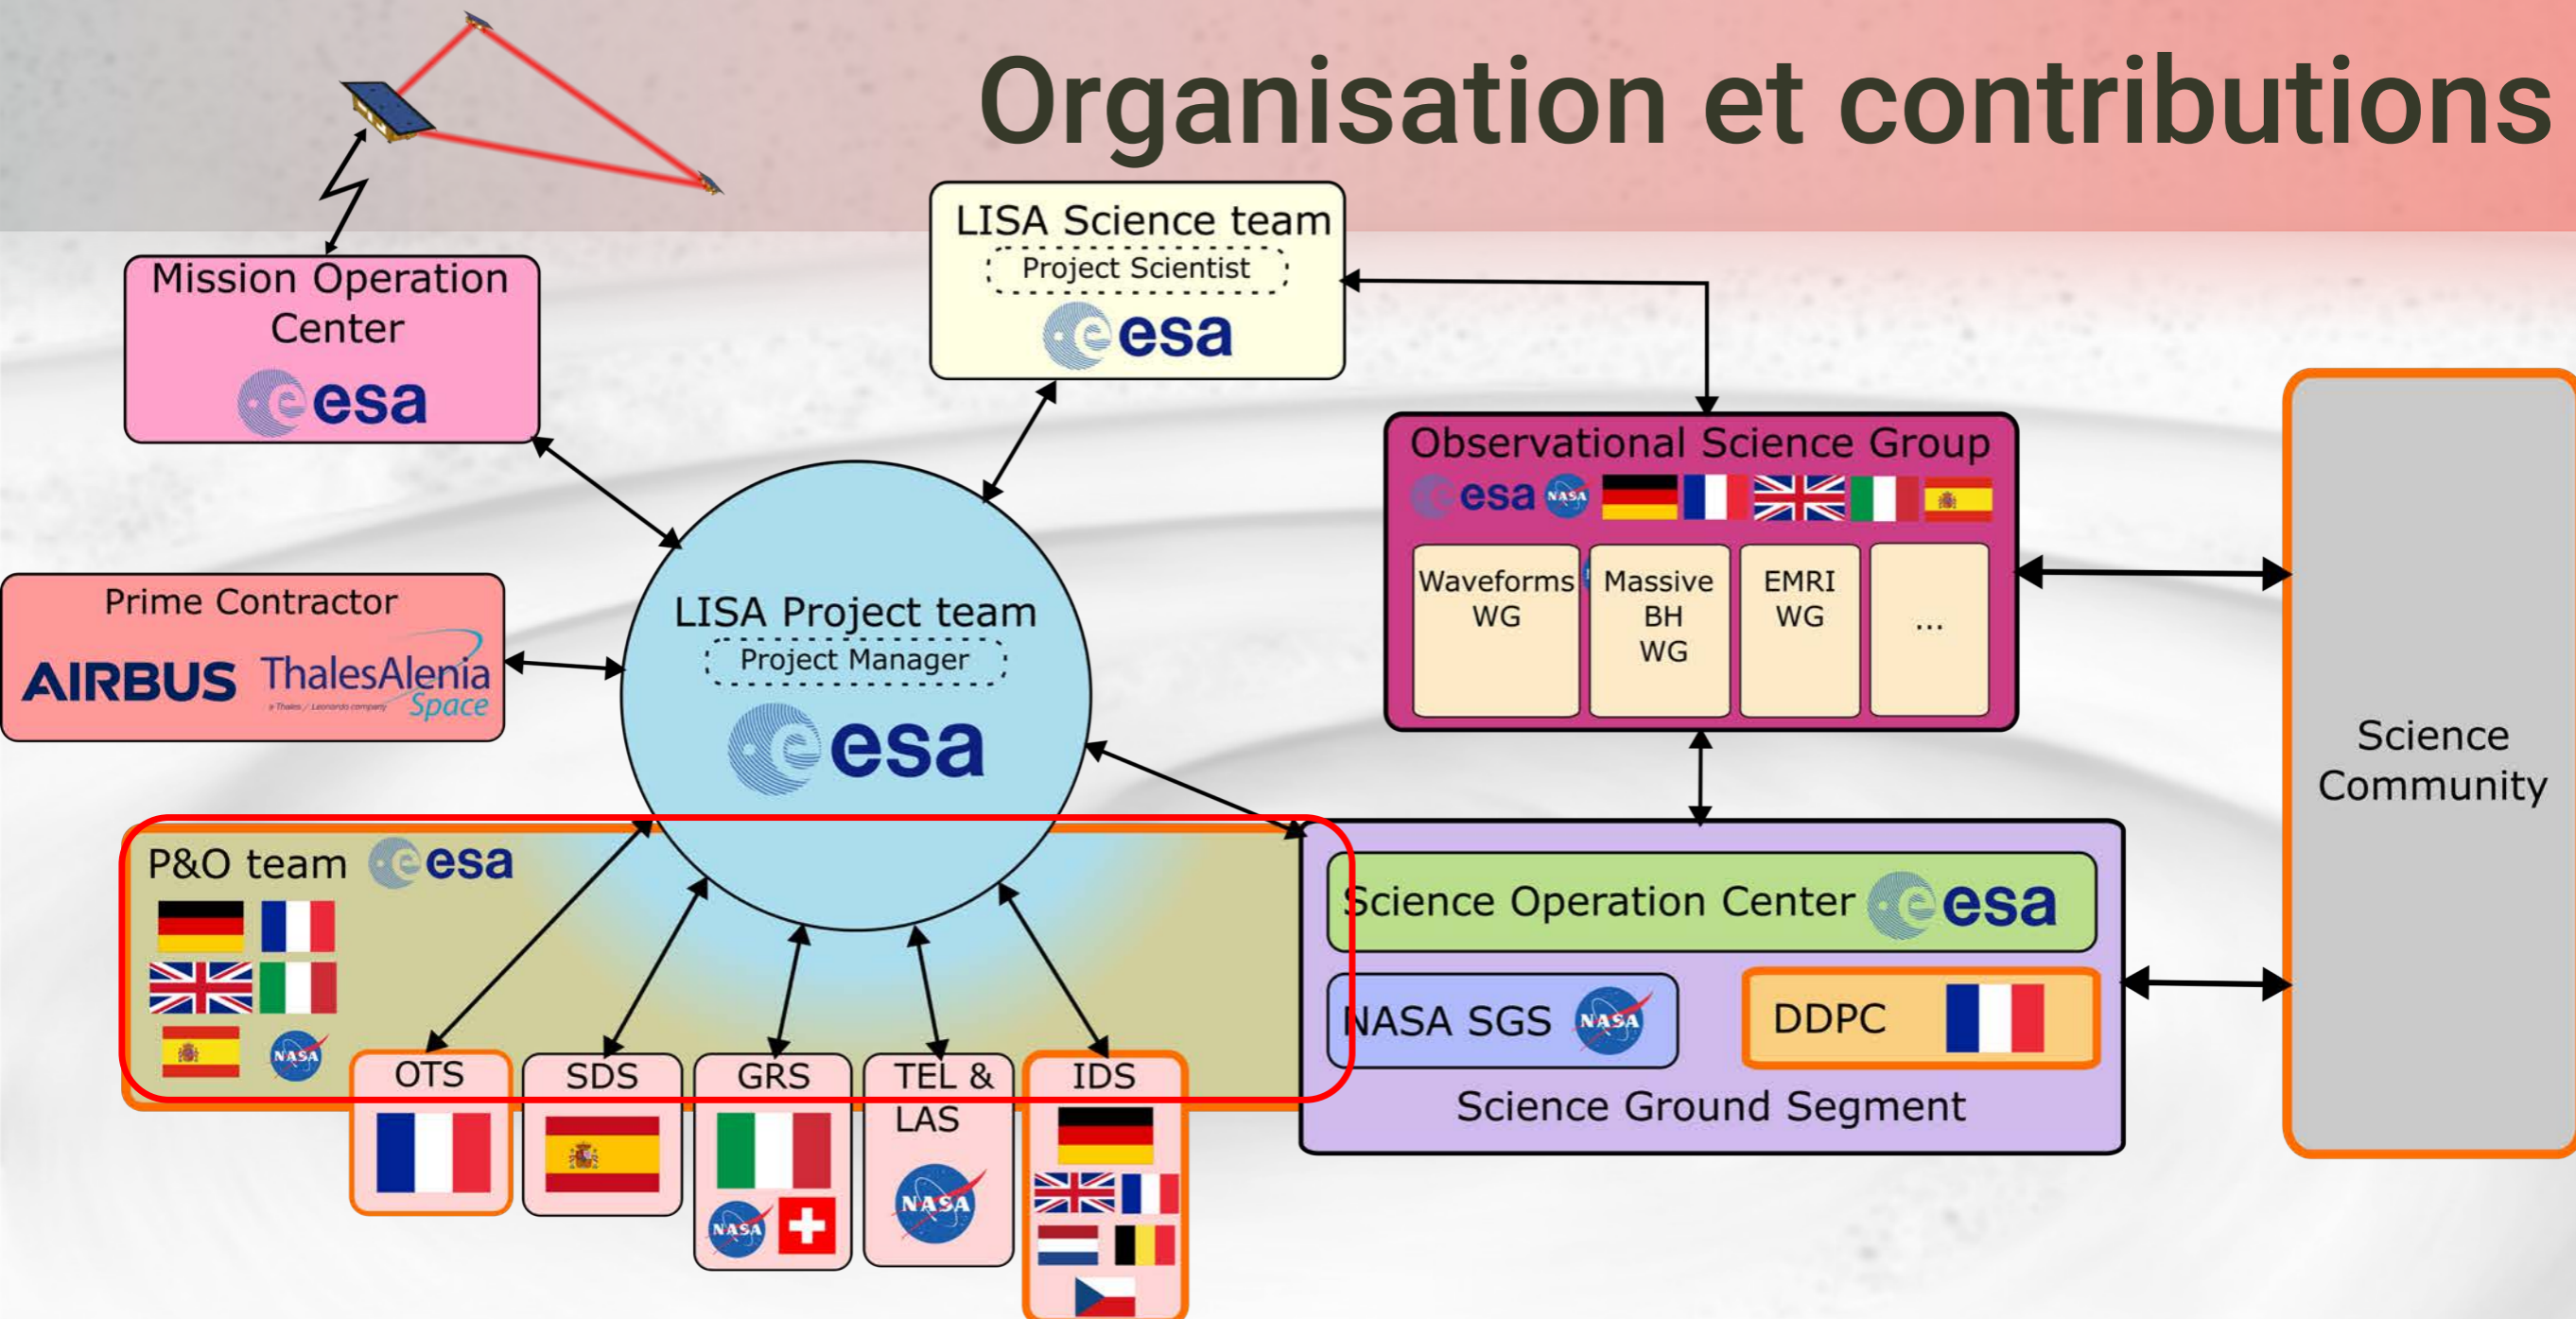 Organisation et contributions
LISA Science team
Project Scientist
esa
Mission Operation
Center
esa
Observational Science Group
esa NASA
Waveforms
WG
Massive
BH
WG
EMRI
WG
...
Prime Contractor
AIRBUS ThalesAlenia
a Thales / Leonardo company Space
LISA Project team
Project Manager
esa
Science
Community
P&O team esa
NASA
OTS
SDS
GRS
NASA
TEL &
LAS
NASA
IDS
Science Operation Center esa
NASA SGS NASA
DDPC
Science Ground Segment